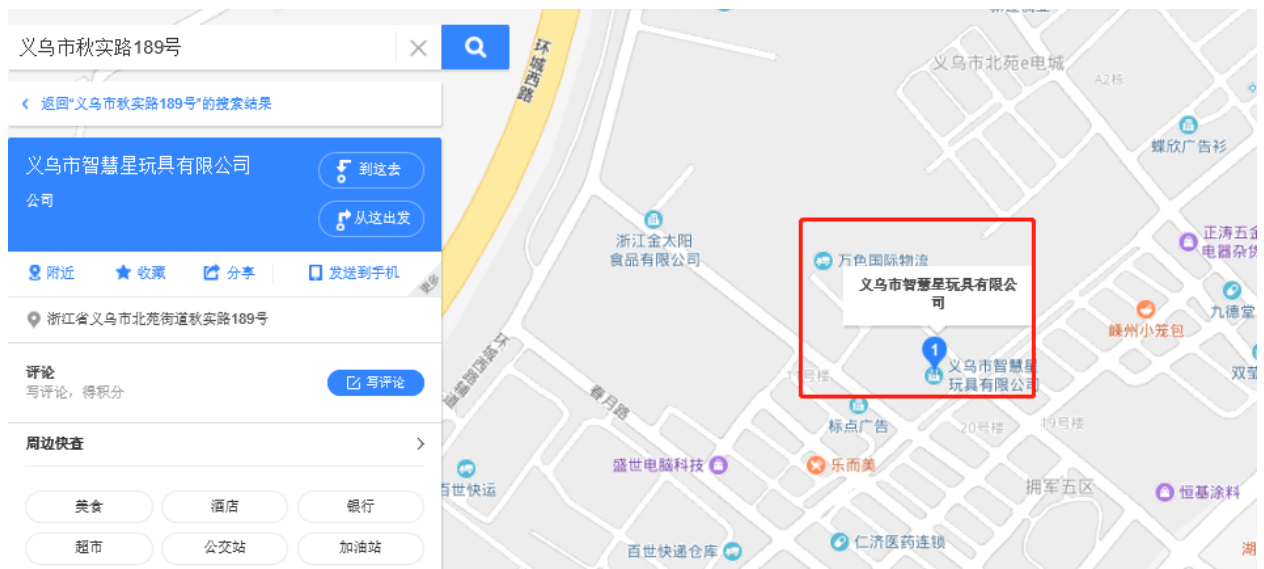 义乌市秋实路189号
返回“义乌市秋实路189号”的搜索结果
义乌市智慧星玩具有限公司
公司
到这去
从这出发
附近
收藏
分享
发送到手机
更多
浙江省义乌市北苑街道秋实路189号
评论
写评论，得积分
写评论
周边快查
美食
酒店
银行
超市
公交站
加油站
环城西路
义乌市北苑e电城
A2栋
蝶欣广告衫
浙江金太阳
食品有限公司
万色国际物流
义乌市智慧星玩具有限公
司
1
义乌市智慧星
玩具有限公司
正涛五金
电器杂货
九德堂
嵊州小笼包
双莹
环城西路辅道
春月路
标点广告
20号楼
19号楼
盛世电脑科技
乐而美
百世快运
拥军五区
恒基涂料
百世快递仓库
仁济医药连锁
湖